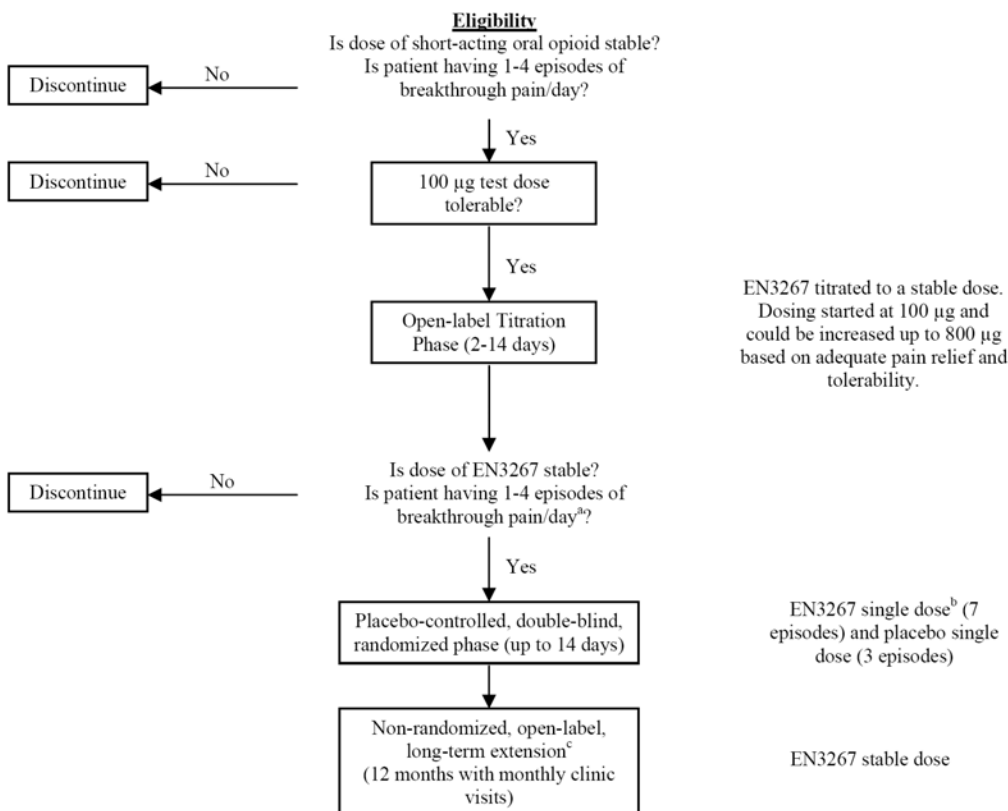 Eligibility
Is dose of short-acting oral opioid stable?
Is patient having 1-4 episodes of
breakthrough pain/day?
No
Discontinue
Yes
100 µg test dose
tolerable?
No
Discontinue
Yes
Open-label Titration
Phase (2-14 days)
EN3267 titrated to a stable dose.
Dosing started at 100 µg and
could be increased up to 800 µg
based on adequate pain relief and
tolerability.
Is dose of EN3267 stable?
Is patient having 1-4 episodes of
breakthrough pain/dayᵃ?
No
Discontinue
Yes
Placebo-controlled, double-blind,
randomized phase (up to 14 days)
EN3267 single doseᵇ (7
episodes) and placebo single
dose (3 episodes)
Non-randomized, open-label,
long-term extensionᶜ
(12 months with monthly clinic
visits)
EN3267 stable dose